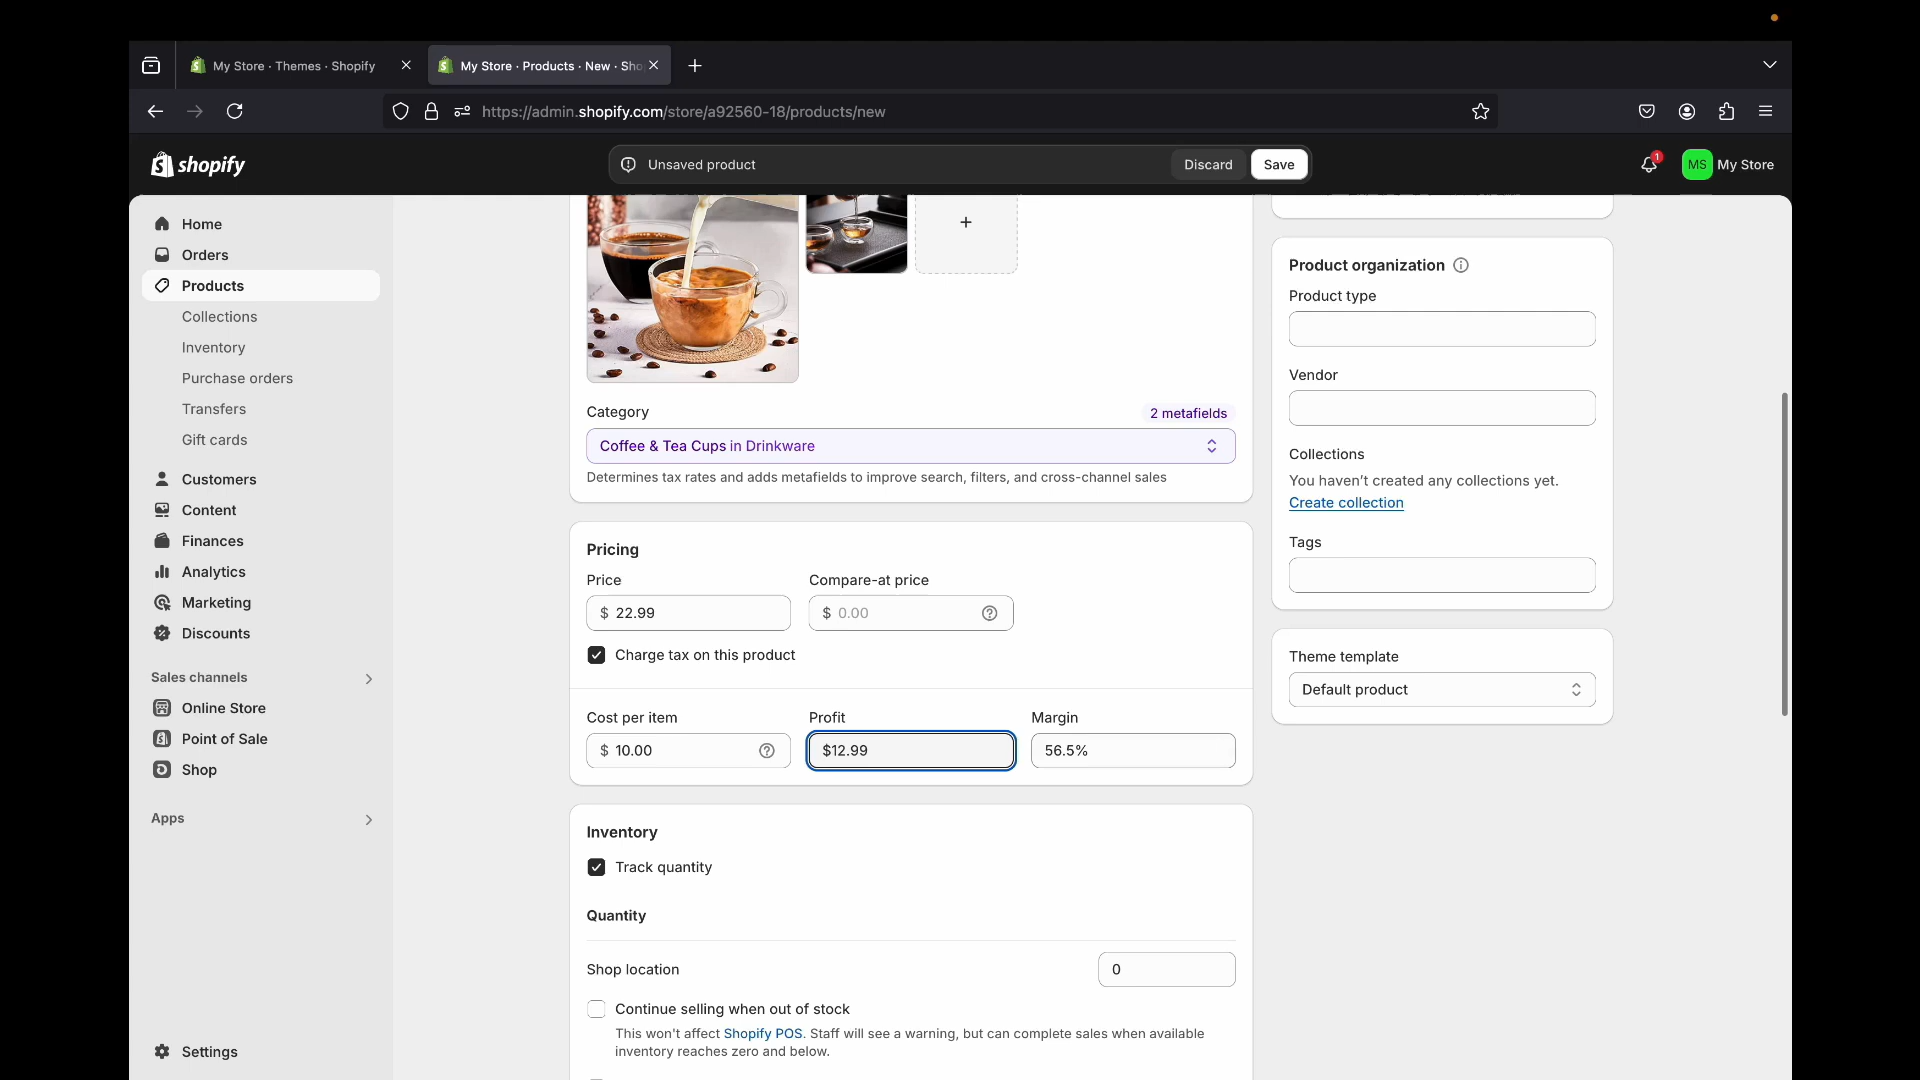 My Store · Themes · Shopify
My Store · Products · New · Sho
https://admin.shopify.com/store/a92560-18/products/new
shopify
Unsaved product
Discard
Save
1
MS
My Store
Home
Orders
Products
Collections
Inventory
Purchase orders
Transfers
Gift cards
Customers
Content
Finances
Analytics
Marketing
Discounts
Sales channels
Online Store
Point of Sale
Shop
Apps
Settings
Category
2 metafields
Coffee & Tea Cups in Drinkware
Determines tax rates and adds metafields to improve search, filters, and cross-channel sales
Pricing
Price
Compare-at price
$ 22.99
$ 0.00
Charge tax on this product
Cost per item
Profit
Margin
$ 10.00
$12.99
56.5%
Inventory
Track quantity
Quantity
Shop location
0
Continue selling when out of stock
This won't affect Shopify POS. Staff will see a warning, but can complete sales when available
inventory reaches zero and below.
Product organization
Product type
Vendor
Collections
You haven't created any collections yet.
Create collection
Tags
Theme template
Default product